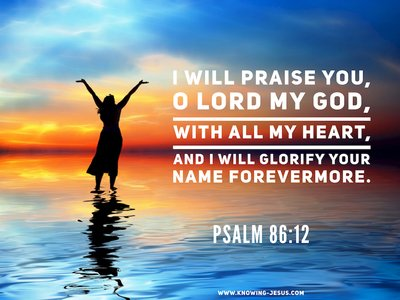 I WILL PRAISE YOU,
O LORD MY GOD,
WITH ALL MY HEART,
AND I WILL GLORIFY YOUR
NAME FOREVERMORE.
PSALM 86:12
WWW.KNOWING-JESUS.COM